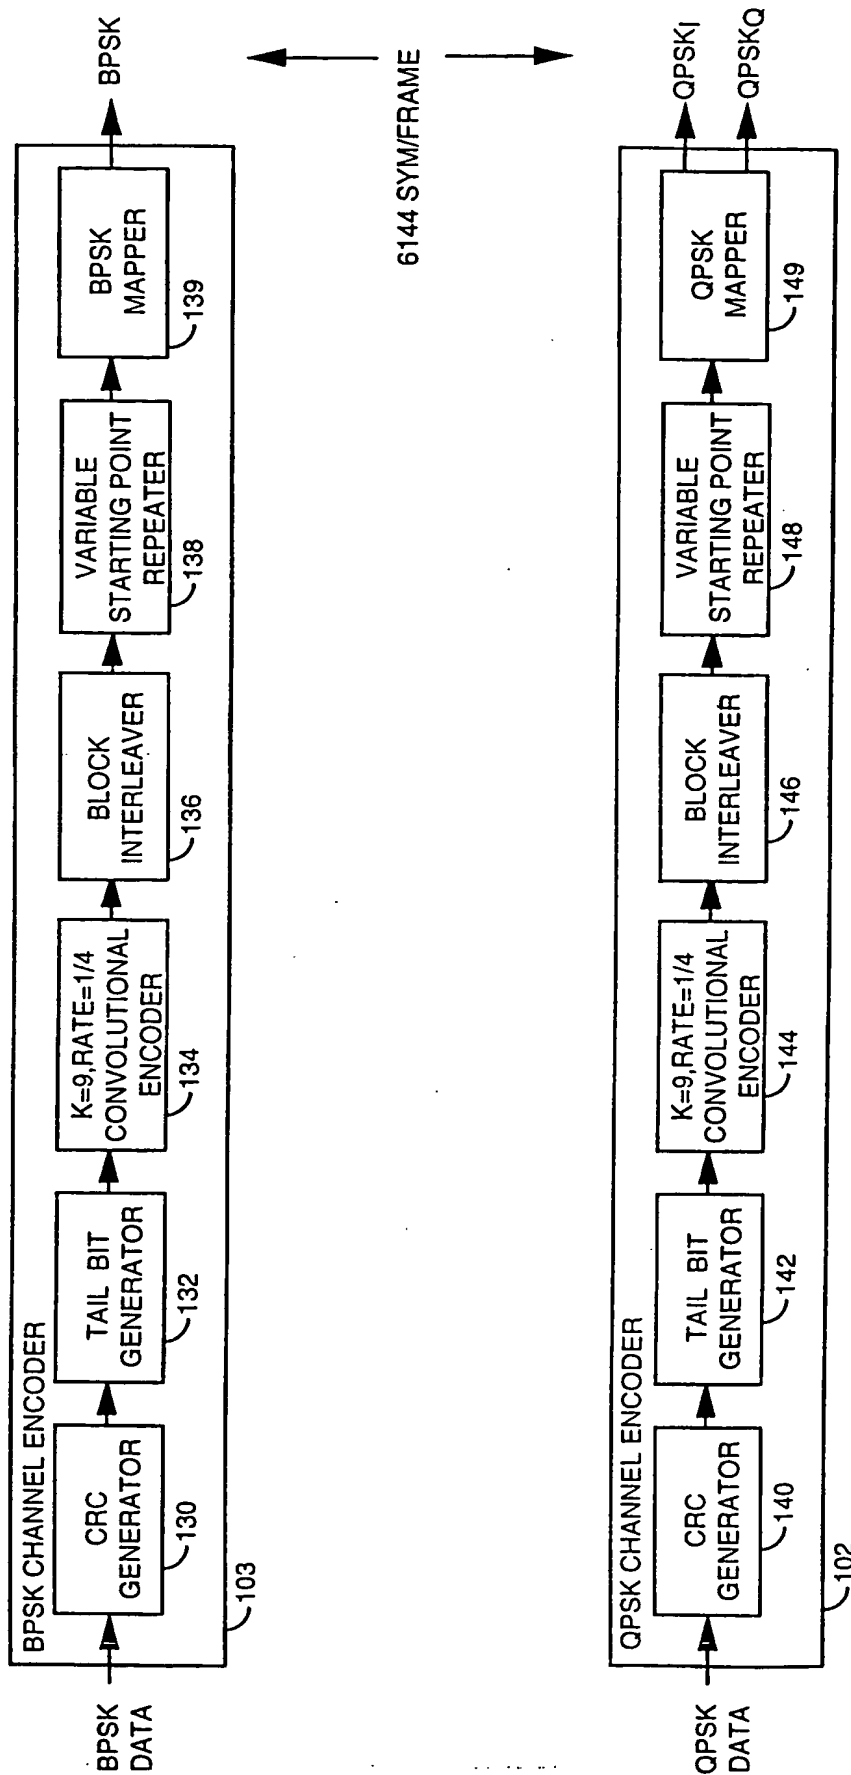 BPSK CHANNEL ENCODER
BPSK
DATA
CRC
GENERATOR
130
TAIL BIT
GENERATOR
132
K=9,RATE=1/4
CONVOLUTIONAL
ENCODER
134
BLOCK
INTERLEAVER
136
VARIABLE
STARTING POINT
REPEATER
138
BPSK
MAPPER
139
BPSK
103
6144 SYM/FRAME
QPSK CHANNEL ENCODER
QPSK
DATA
CRC
GENERATOR
140
TAIL BIT
GENERATOR
142
K=9,RATE=1/4
CONVOLUTIONAL
ENCODER
144
BLOCK
INTERLEAVER
146
VARIABLE
STARTING POINT
REPEATER
148
QPSK
MAPPER
149
QPSKI
QPSKQ
102